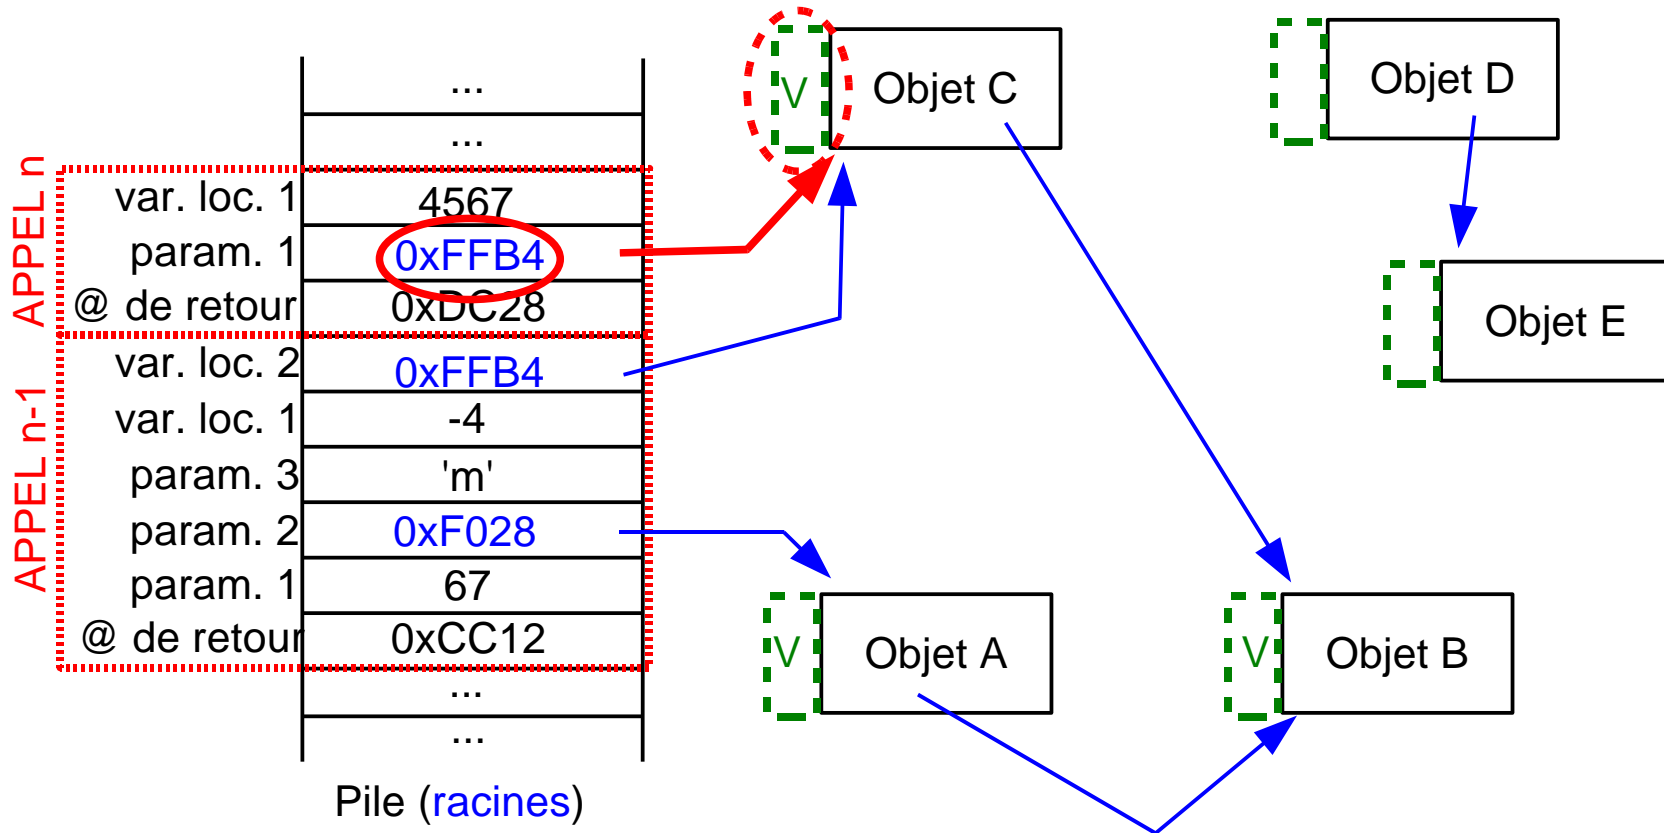 ...
...
APPEL n
var. loc. 1 4567
param. 1 0xFFB4
@ de retour 0xDC28
APPEL n-1
var. loc. 2 0xFFB4
var. loc. 1 -4
param. 3 'm'
param. 2 0xF028
param. 1 67
@ de retour 0xCC12
...
...
Pile (racines)
V Objet C
Objet D
Objet E
V Objet A
V Objet B